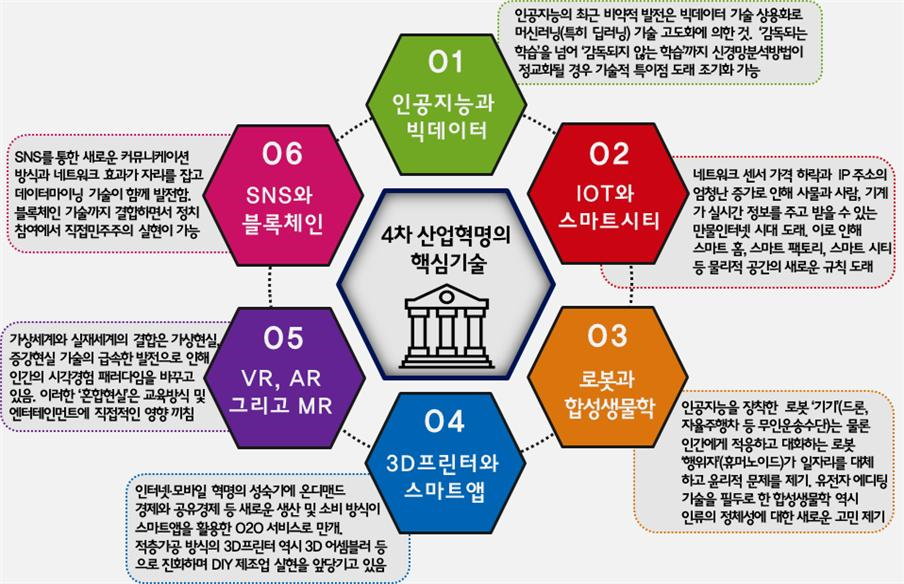 4차 산업혁명의
핵심기술
01
인공지능과
빅데이터
인공지능의 최근 비약적 발전은 빅데이터 기술 상용화로
머신러닝(특히 딥러닝) 기술 고도화에 의한 것. ‘감독되는
학습’을 넘어 ‘감독되지 않는 학습’까지 신경망분석방법이
정교화될 경우 기술적 특이점 도래 조기화 가능
02
IOT와
스마트시티
네트워크 센서 가격 하락과 IP 주소의
엄청난 증가로 인해 사물과 사람, 기계
가 실시간 정보를 주고 받을 수 있는
만물인터넷 시대 도래. 이로 인해
스마트 홈, 스마트 팩토리, 스마트 시티
등 물리적 공간의 새로운 규칙 도래
03
로봇과
합성생물학
인공지능을 장착한 로봇 ‘기기’(드론,
자율주행차 등 무인운송수단)는 물론
인간에게 적응하고 대화하는 로봇
‘행위자’(휴머노이드)가 일자리를 대체
하고 윤리적 문제를 제기. 유전자 에디팅
기술을 필두로 한 합성생물학 역시
인류의 정체성에 대한 새로운 고민 제기
04
3D프린터와
스마트앱
인터넷·모바일 혁명의 성숙기에 온디맨드
경제와 공유경제 등 새로운 생산 및 소비 방식이
스마트앱을 활용한 O2O 서비스로 만개.
적층가공 방식의 3D프린터 역시 3D 어셈블러 등
으로 진화하며 DIY 제조업 실현을 앞당기고 있음
05
VR, AR
그리고 MR
가상세계와 실재세계의 결합은 가상현실,
증강현실 기술의 급속한 발전으로 인해
인간의 시각경험 패러다임을 바꾸고
있음. 이러한 ‘혼합현실’은 교육방식 및
엔터테인먼트에 직접적인 영향 끼침
06
SNS와
블록체인
SNS를 통한 새로운 커뮤니케이션
방식과 네트워크 효과가 자리를 잡고
데이터마이닝 기술이 함께 발전함.
블록체인 기술까지 결합하면서 정치
참여에서 직접민주주의 실현이 가능